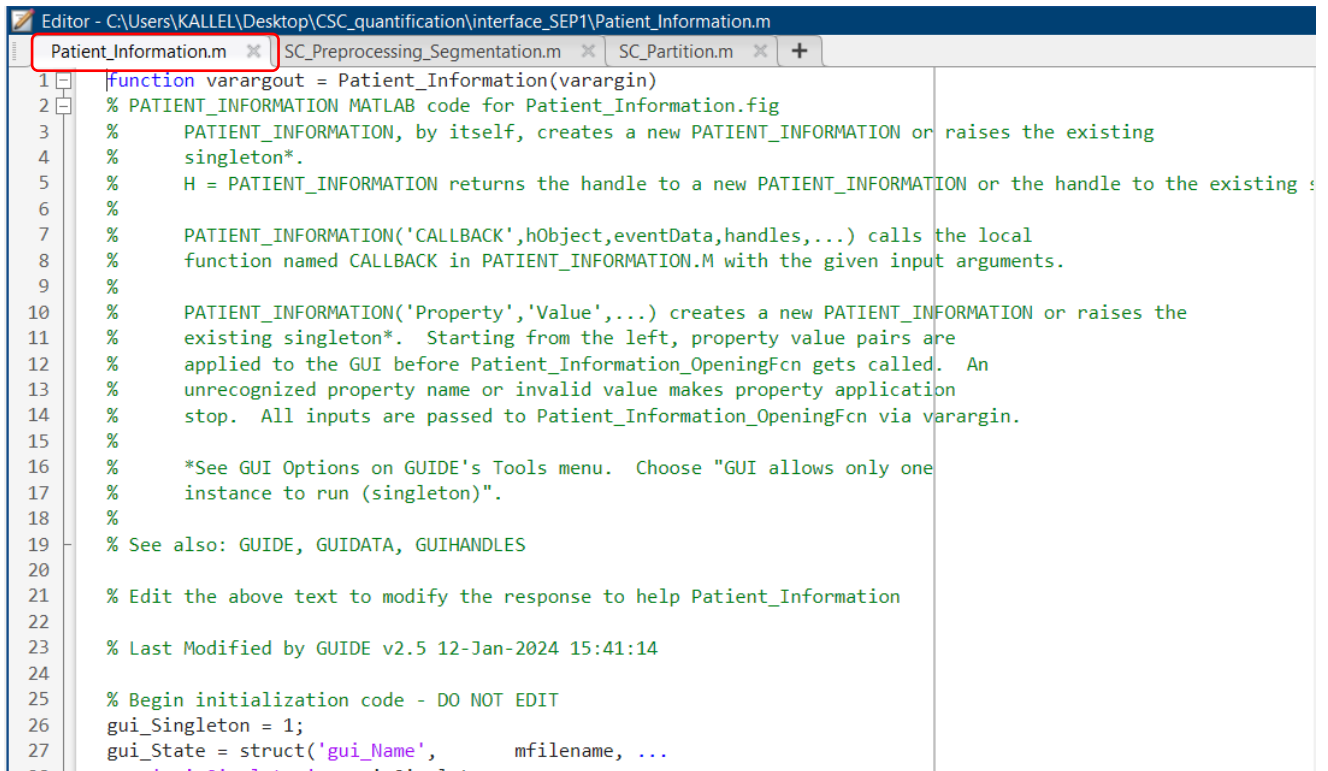 Editor - C:\Users\KALLEL\Desktop\CSC_quantification\interface_SEP1\Patient_Information.m
Patient_Information.m SC_Preprocessing_Segmentation.m SC_Partition.m +
1 function varargout = Patient_Information(varargin)
2 % PATIENT_INFORMATION MATLAB code for Patient_Information.fig
3 %      PATIENT_INFORMATION, by itself, creates a new PATIENT_INFORMATION or raises the existing
4 %      singleton*.
5 %      H = PATIENT_INFORMATION returns the handle to a new PATIENT_INFORMATION or the handle to the existing
6 %
7 %      PATIENT_INFORMATION('CALLBACK',hObject,eventData,handles,...) calls the local
8 %      function named CALLBACK in PATIENT_INFORMATION.M with the given input arguments.
9 %
10 %      PATIENT_INFORMATION('Property','Value',...) creates a new PATIENT_INFORMATION or raises the
11 %      existing singleton*.  Starting from the left, property value pairs are
12 %      applied to the GUI before Patient_Information_OpeningFcn gets called.  An
13 %      unrecognized property name or invalid value makes property application
14 %      stop.  All inputs are passed to Patient_Information_OpeningFcn via varargin.
15 %
16 %      *See GUI Options on GUIDE's Tools menu.  Choose "GUI allows only one
17 %      instance to run (singleton)".
18 %
19 % See also: GUIDE, GUIDATA, GUIHANDLES
20
21 % Edit the above text to modify the response to help Patient_Information
22
23 % Last Modified by GUIDE v2.5 12-Jan-2024 15:41:14
24
25 % Begin initialization code - DO NOT EDIT
26 gui_Singleton = 1;
27 gui_State = struct('gui_Name',       mfilename, ...